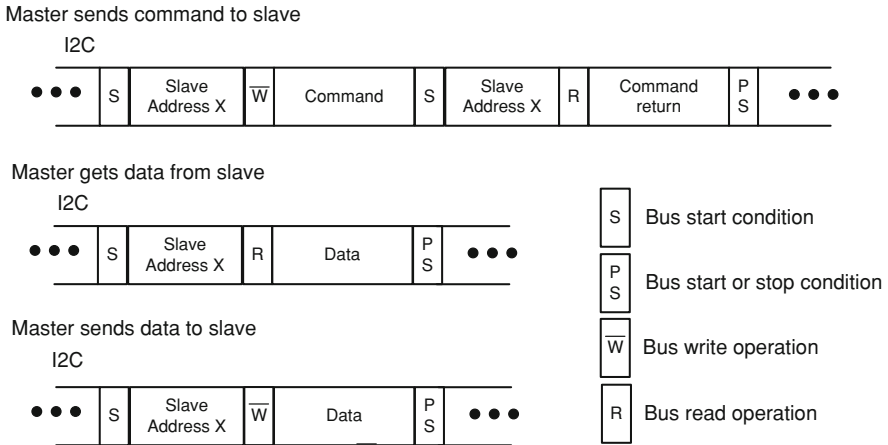 Master sends command to slave
I2C
••• S Slave Address X W̅ Command S Slave Address X R Command return P S •••
Master gets data from slave
I2C
••• S Slave Address X R Data P S •••
Master sends data to slave
I2C
••• S Slave Address X W̅ Data P S •••
S Bus start condition
P S Bus start or stop condition
W̅ Bus write operation
R Bus read operation